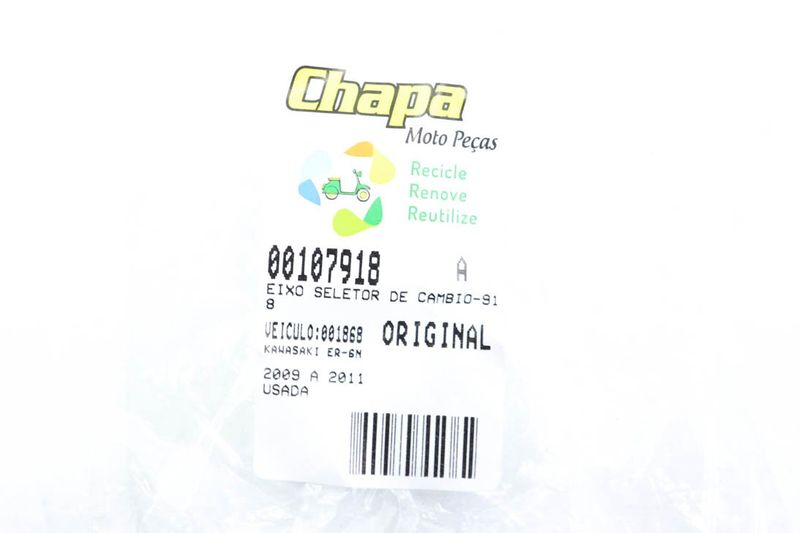 Chapa
Moto Peças
Recicle
Renove
Reutilize
00107918 A
EIXO SELETOR DE CAMBIO-91
8
VEICULO:001868 ORIGINAL
KAWASAKI ER-6N
2009 A 2011
USADA